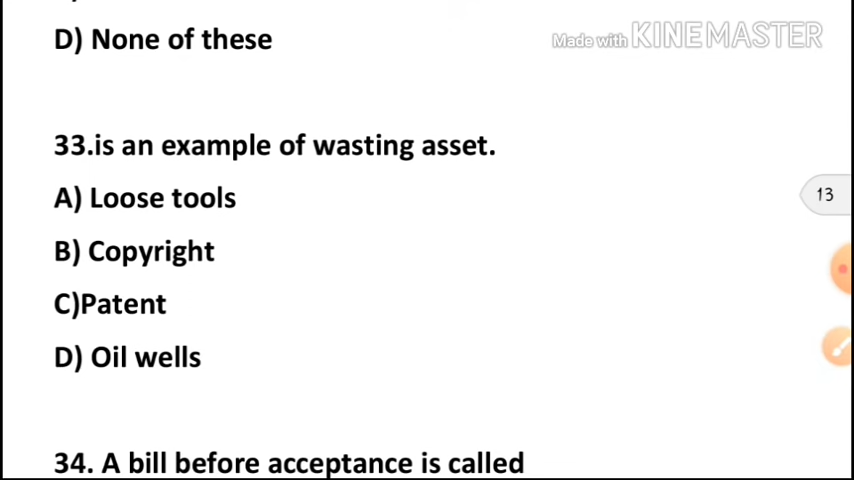 D) None of these
Made with KINEMASTER
33.is an example of wasting asset.
A) Loose tools
13
B) Copyright
C)Patent
D) Oil wells
34. A bill before acceptance is called